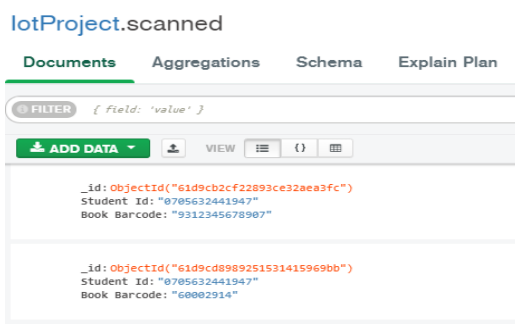 IotProject.scanned
Documents Aggregations Schema Explain Plan
FILTER { field: 'value' }
ADD DATA VIEW {}
_id: ObjectId("61d9cb2cf22893ce32aea3fc")
Student Id: "0705632441947"
Book Barcode: "9312345678907"
_id: ObjectId("61d9cd8989251531415969bb")
Student Id: "0705632441947"
Book Barcode: "60002914"